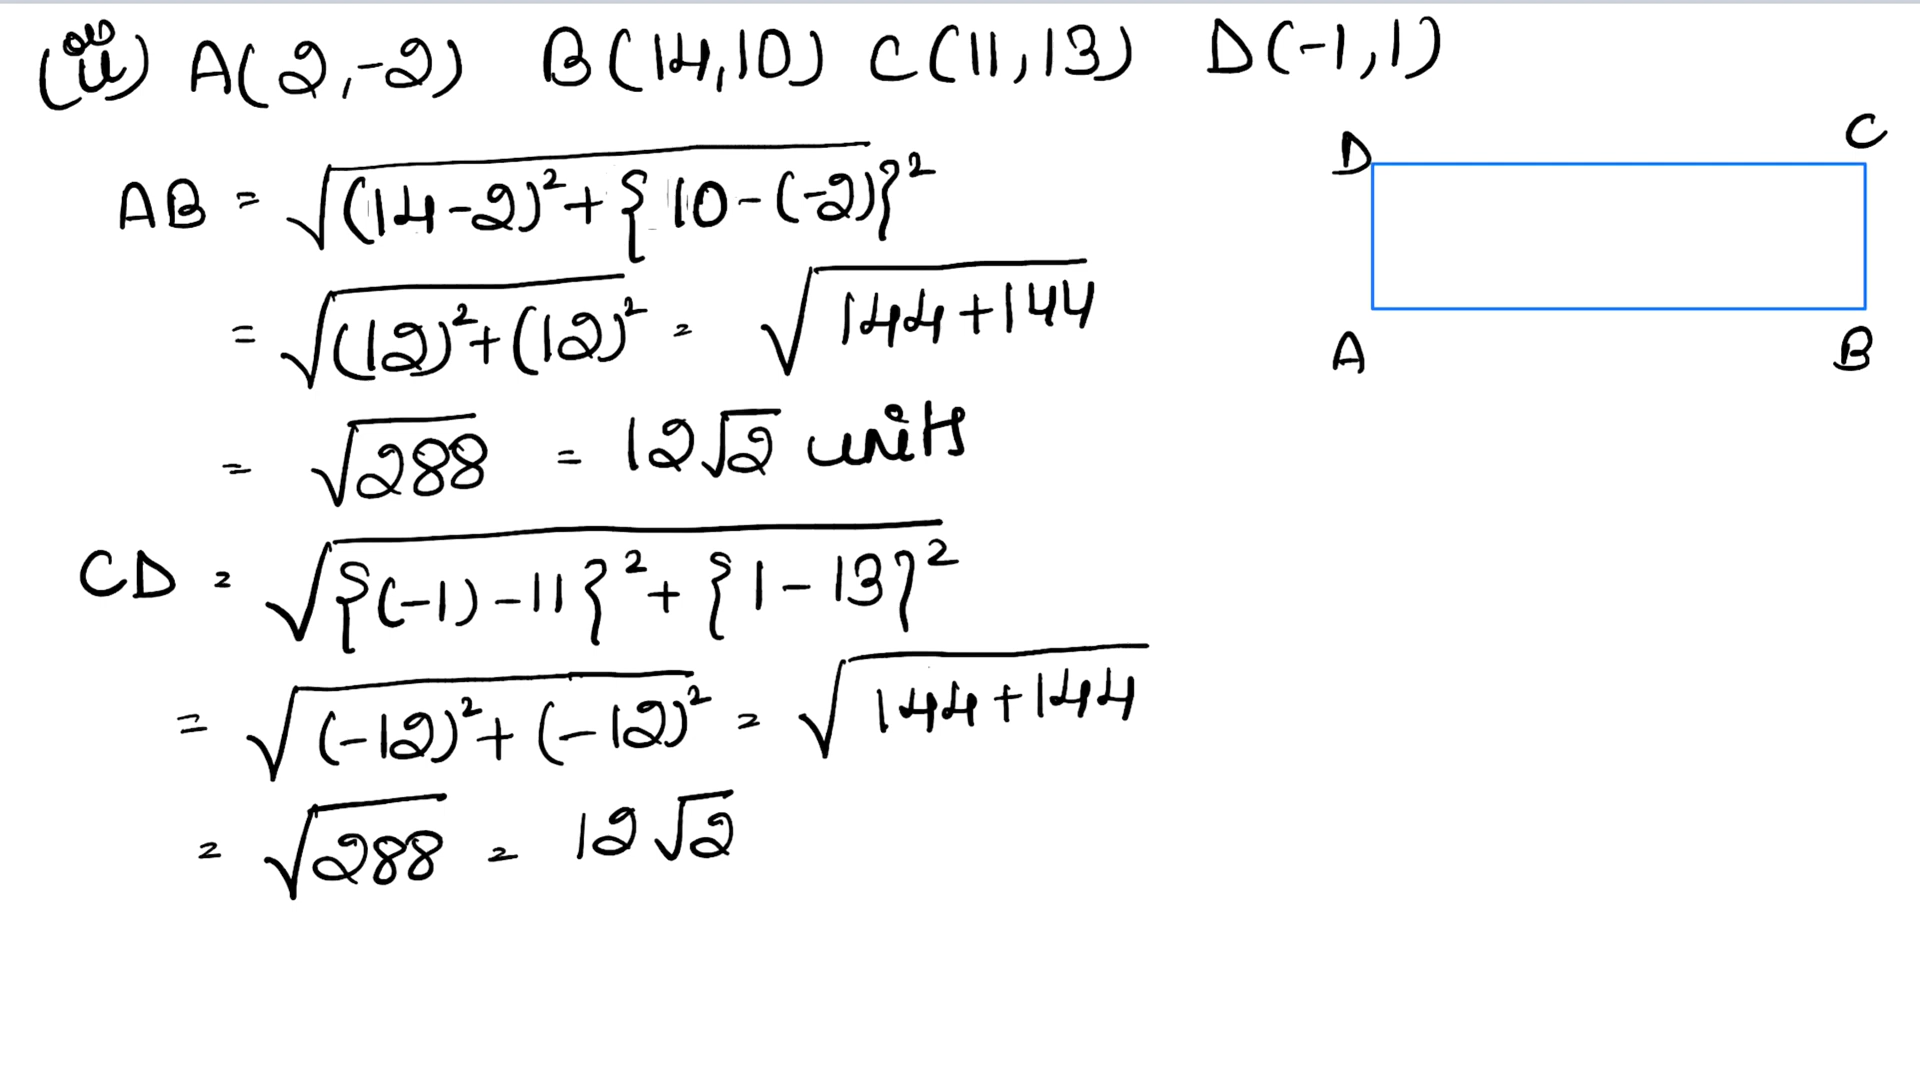 (iii) A(2,-2) B(14,10) C(11,13) D(-1,1)
D C
AB = √(14-2)²+{10-(-2)}²
= √(12)²+(12)² = √144+144
A B
= √288 = 12√2 units
CD = √{(-1)-11}²+{1-13}²
= √(-12)²+(-12)² = √144+144
= √288 = 12√2